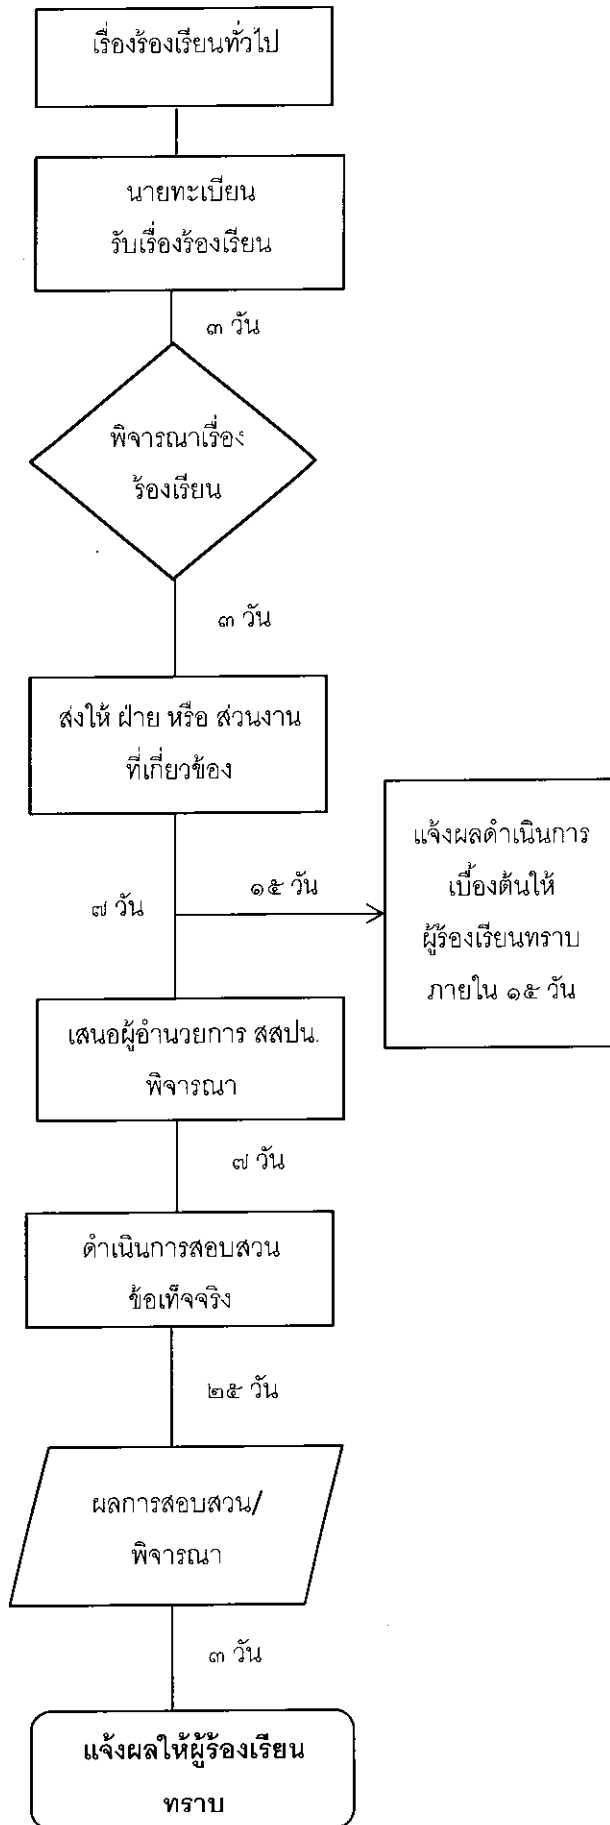 เรื่องร้องเรียนทั่วไป
นายทะเบียน
รับเรื่องร้องเรียน
๓ วัน
พิจารณาเรื่อง
ร้องเรียน
๓ วัน
ส่งให้ ฝ่าย หรือ ส่วนงาน
ที่เกี่ยวข้อง
๗ วัน
๑๕ วัน
แจ้งผลดำเนินการ
เบื้องต้นให้
ผู้ร้องเรียนทราบ
ภายใน ๑๕ วัน
เสนอผู้อำนวยการ สสปน.
พิจารณา
๗ วัน
ดำเนินการสอบสวน
ข้อเท็จจริง
๒๕ วัน
ผลการสอบสวน/
พิจารณา
๓ วัน
แจ้งผลให้ผู้ร้องเรียน
ทราบ